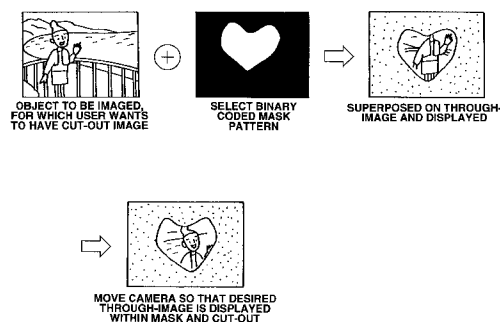 OBJECT TO BE IMAGED,
FOR WHICH USER WANTS
TO HAVE CUT-OUT IMAGE
SELECT BINARY
CODED MASK
PATTERN
SUPERPOSED ON THROUGH-
IMAGE AND DISPLAYED
MOVE CAMERA SO THAT DESIRED
THROUGH-IMAGE IS DISPLAYED
WITHIN MASK AND CUT-OUT